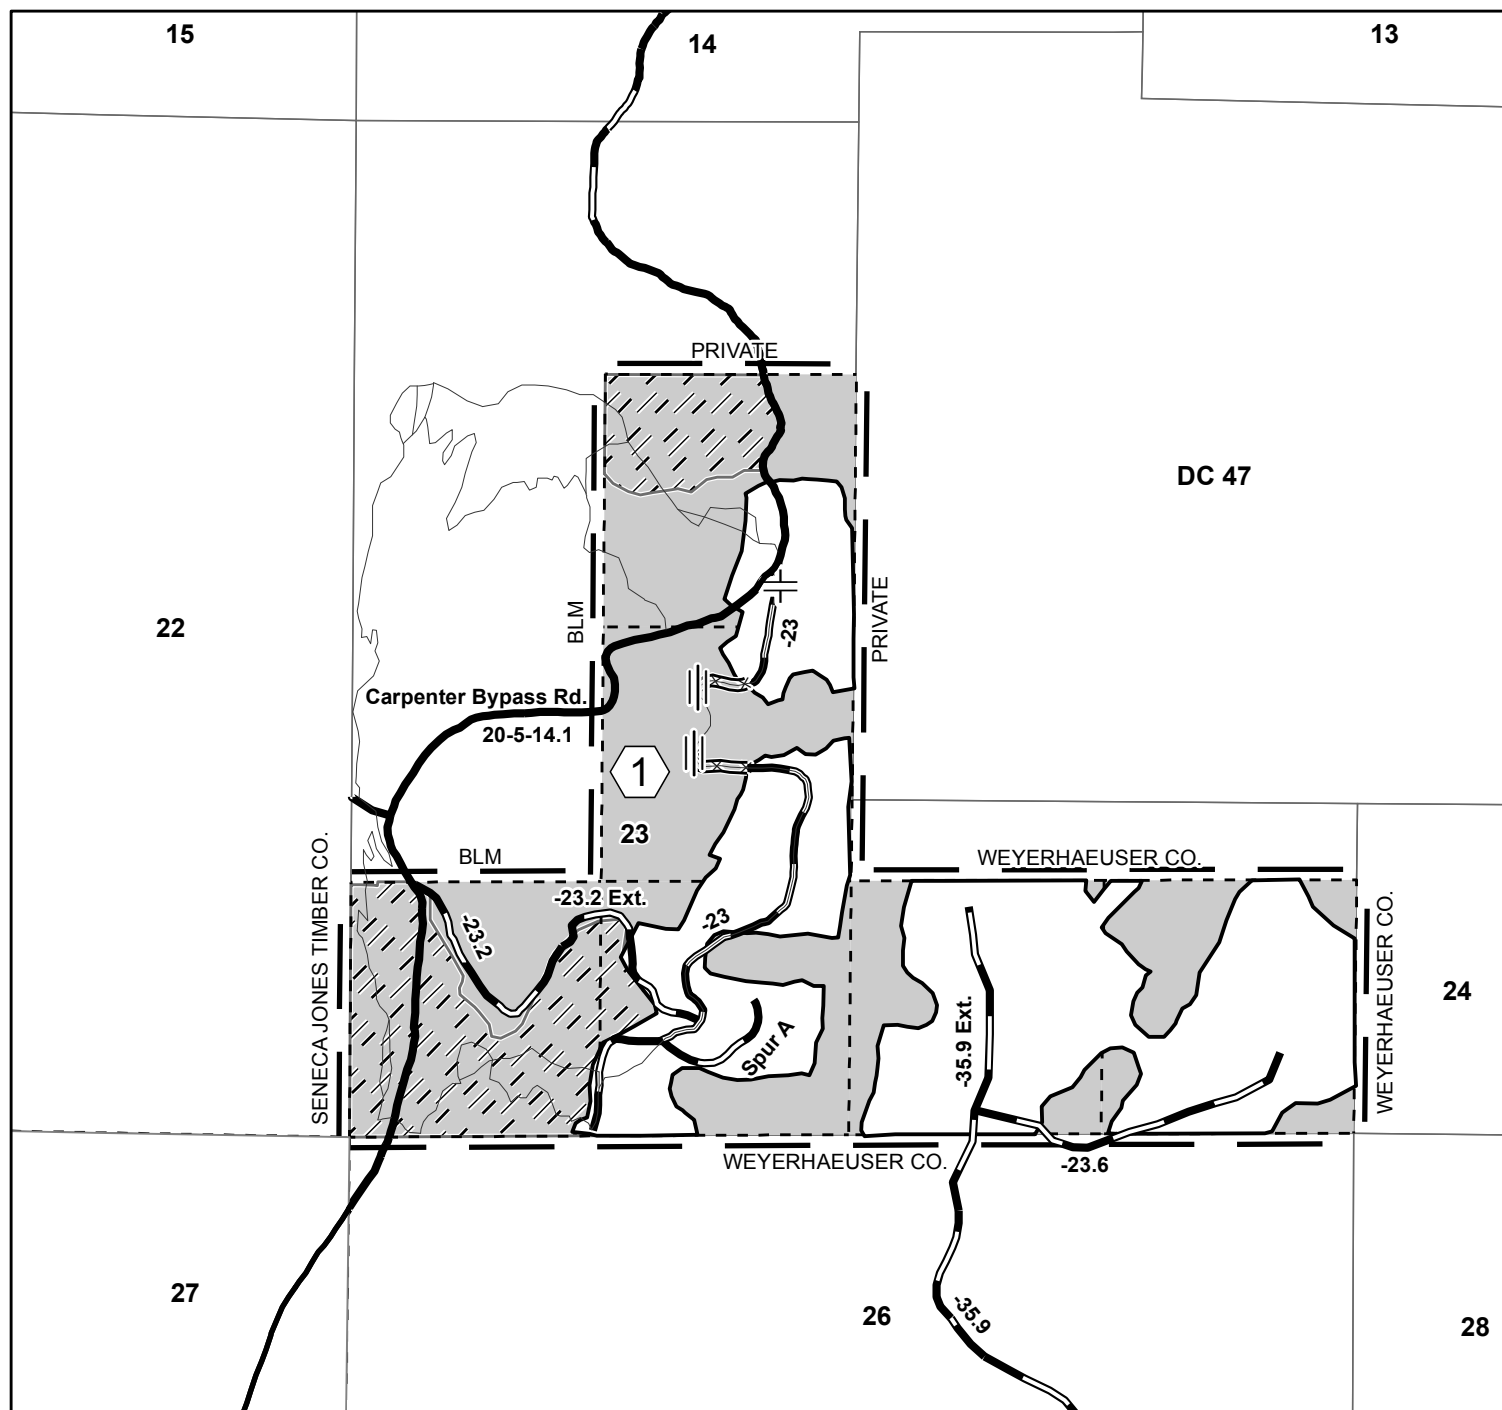 15
14
13
PRIVATE
DC 47
22
BLM
-23
PRIVATE
Carpenter Bypass Rd.
20-5-14.1
1
23
SENECA JONES TIMBER CO.
BLM
WEYERHAEUSER CO.
-23.2 Ext.
-23.2
-23
WEYERHAEUSER CO.
24
-35.9 Ext.
Spur A
WEYERHAEUSER CO.
-23.6
27
26
-35.9
28